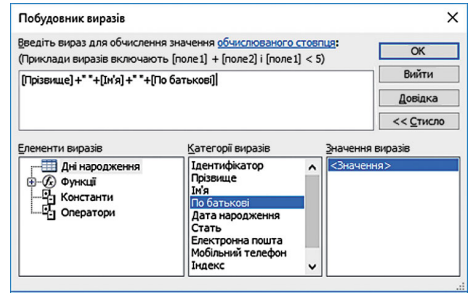 Побудовник виразів
Введіть вираз для обчислення значення обчислюваного стовпця:
(Приклади виразів включають [поле1] + [поле2] і [поле1] < 5)
[Прізвище]+" "+[Ім'я]+" "+[По батькові]
ОК
Вийти
Довідка
<< Стисло
Елементи виразів
Дні народження
Функції
Константи
Оператори
Категорії виразів
Ідентифікатор
Прізвище
Ім'я
По батькові
Дата народження
Стать
Електронна пошта
Мобільний телефон
Індекс
Значення виразів
<Значення>